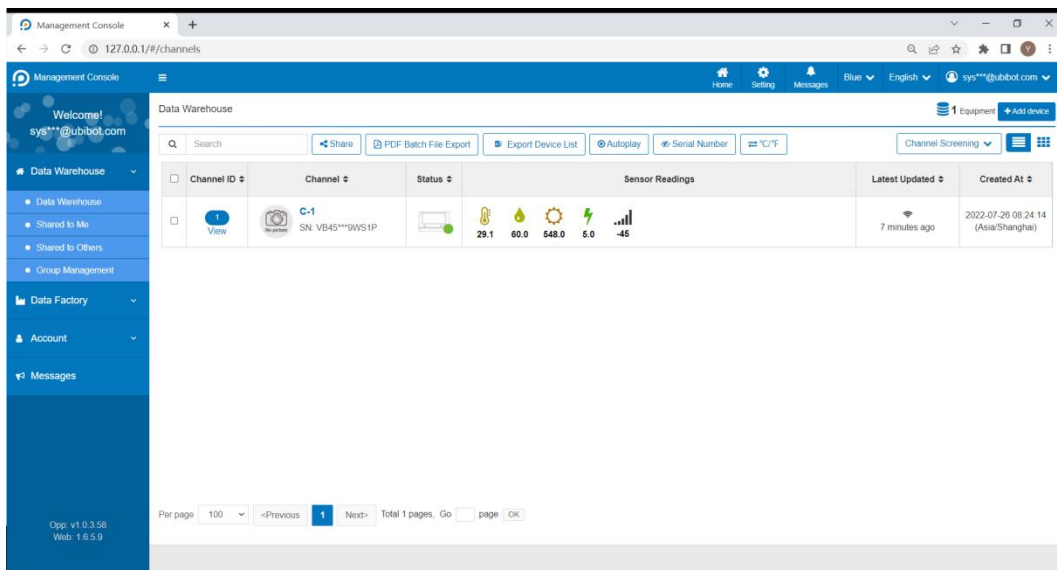 Management Console
127.0.0.1/#/channels
Y
Management Console
Home
Setting
Messages
Blue
English
sys***@ubibot.com
Welcome!
sys***@ubibot.com
Data Warehouse
Data Warehouse
Shared to Me
Shared to Others
Group Management
Data Factory
Account
Messages
Opp: v1.0.3.58
Web: 1.6.5.9
Data Warehouse
1 Equipment +Add device
Search Share PDF Batch File Export Export Device List Autoplay Serial Number °C/°F Channel Screening
Channel ID Channel Status Sensor Readings Latest Updated Created At
1
View
No picture
C-1
SN: VB45***9WS1P
29.1 60.0 548.0 5.0 -45
7 minutes ago
2022-07-26 08:24:14
(Asia/Shanghai)
Per page 100 <Previous 1 Next> Total 1 pages, Go page OK